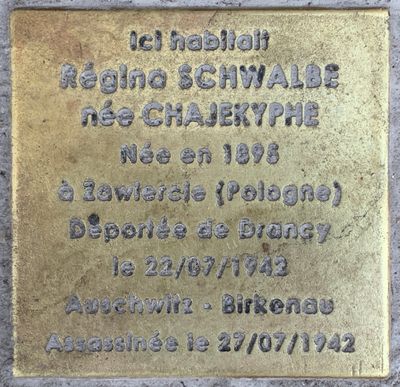 Ici habitait
Régina SCHWALBE
née CHAJEKYPHE
Née en 1895
à Zawiercie (Pologne)
Déportée de Drancy
le 22/07/1942
Auschwitz - Birkenau
Assassinée le 27/07/1942